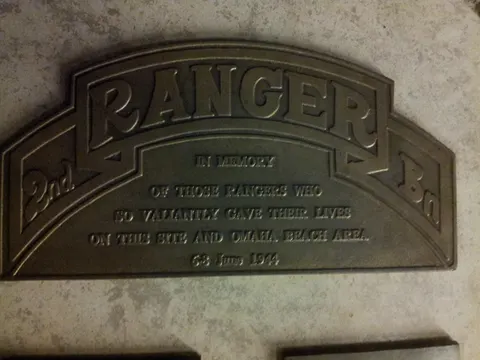 RANGER
2nd Bn
IN MEMORY
OF THOSE RANGERS WHO
SO VALIANTLY GAVE THEIR LIVES
ON THIS SITE AND OMAHA BEACH AREA
6-8 June 1944